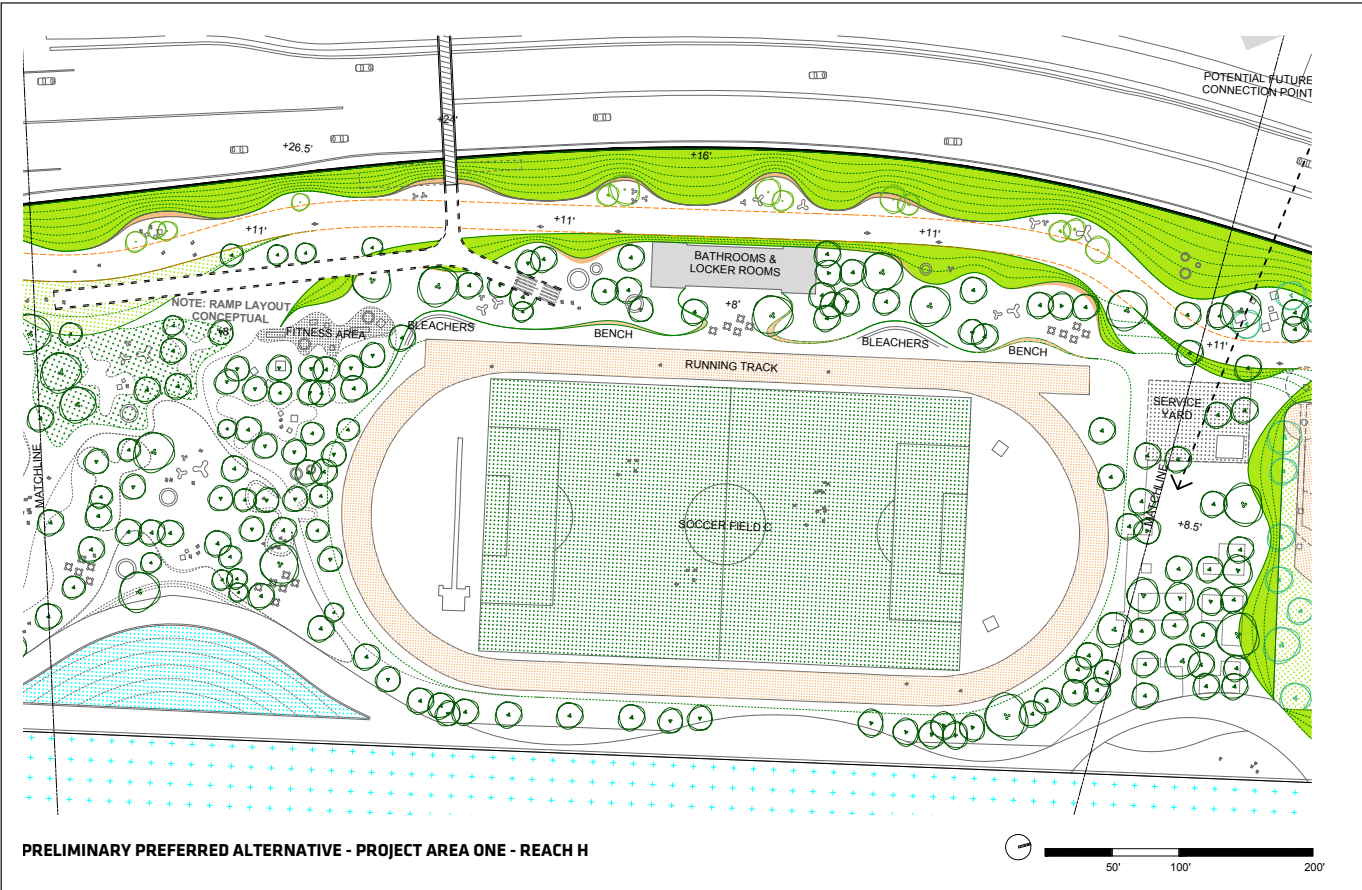 POTENTIAL FUTURE
CONNECTION POINT
+24'
+26.5'
+16'
+11'
+11'
+11'
BATHROOMS &
LOCKER ROOMS
NOTE: RAMP LAYOUT
CONCEPTUAL
+8'
+8'
FITNESS AREA
BLEACHERS
BENCH
BLEACHERS
BENCH
+11'
RUNNING TRACK
SERVICE
YARD
MATCHLINE
MATCHLINE
SOCCER FIELD C
+8.5'
PRELIMINARY PREFERRED ALTERNATIVE - PROJECT AREA ONE - REACH H
50'
100'
200'